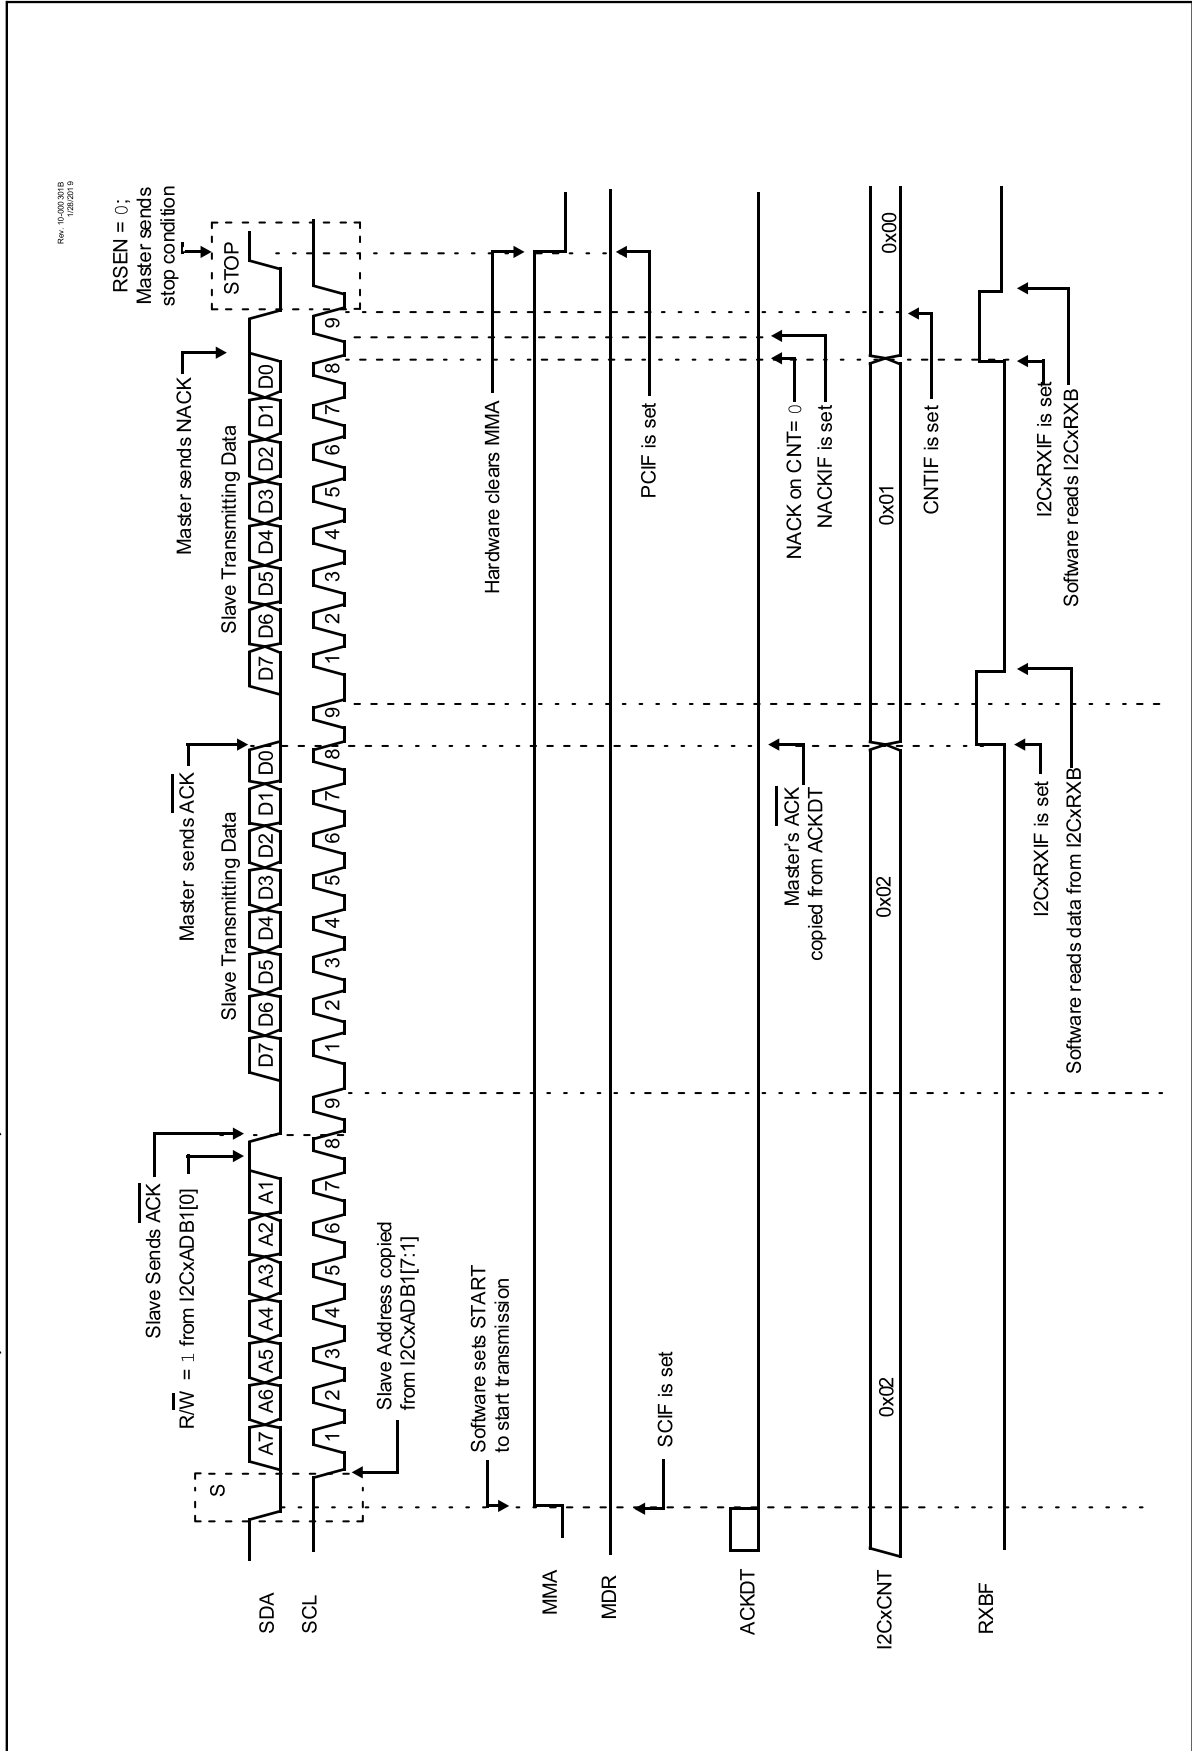 Rev. 10-000301B
1/28/2019
RSEN = 0;
Master sends
stop condition
Slave Sends ACK
R/W = 1 from I2CxADB1[0]
Master sends ACK
Master sends NACK
Slave Transmitting Data
Slave Transmitting Data
S
STOP
SDA
A7 A6 A5 A4 A3 A2 A1
D7 D6 D5 D4 D3 D2 D1 D0
D7 D6 D5 D4 D3 D2 D1 D0
SCL
1 2 3 4 5 6 7 8 9
1 2 3 4 5 6 7 8 9
1 2 3 4 5 6 7 8 9
Slave Address copied
from I2CxADB1[7:1]
Software sets START
to start transmission
Hardware clears MMA
MMA
MDR
SCIF is set
PCIF is set
ACKDT
Master's ACK
copied from ACKDT
NACK on CNT= 0
NACKIF is set
I2CxCNT
0x02
0x02
0x01
0x00
CNTIF is set
RXBF
I2CxRXIF is set
Software reads data from I2CxRXB
I2CxRXIF is set
Software reads I2CxRXB